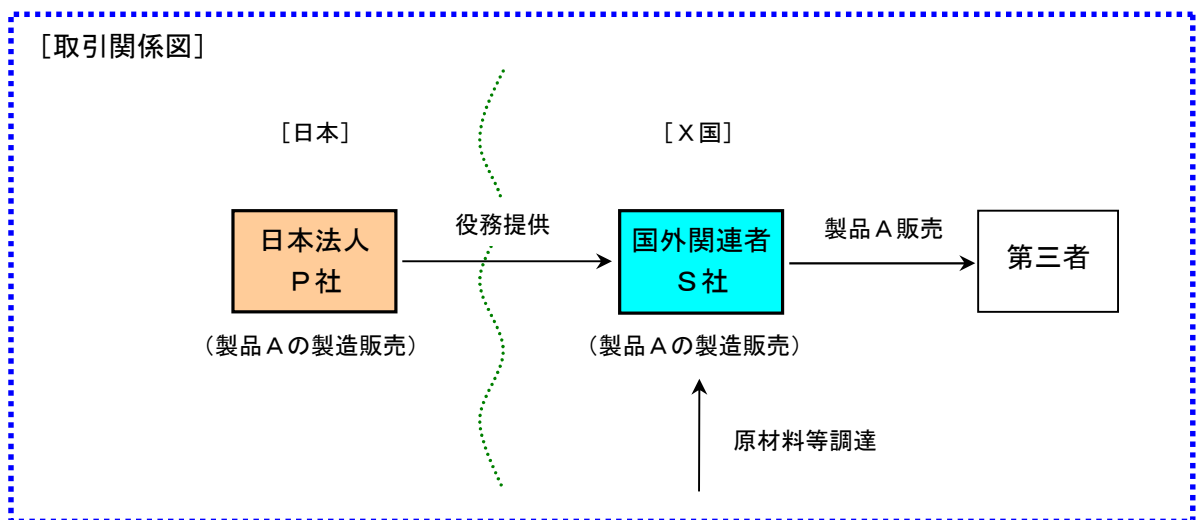 ［取引関係図］
［日本］
［Ｘ国］
日本法人
Ｐ社
役務提供
国外関連者
Ｓ社
製品Ａ販売
第三者
（製品Ａの製造販売）
（製品Ａの製造販売）
原材料等調達